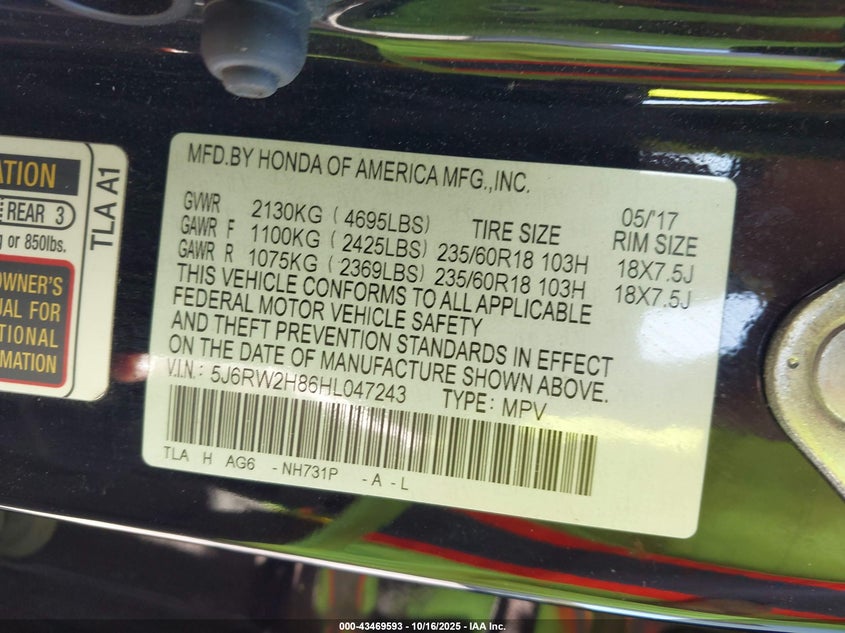 MFD.BY HONDA OF AMERICA MFG.,INC.
GVWR 2130KG ( 4695LBS) TIRE SIZE 05/'17 RIM SIZE
GAWR F 1100KG ( 2425LBS) 235/60R18 103H 18X7.5J
GAWR R 1075KG ( 2369LBS) 235/60R18 103H 18X7.5J
THIS VEHICLE CONFORMS TO ALL APPLICABLE
FEDERAL MOTOR VEHICLE SAFETY
AND THEFT PREVENTION STANDARDS IN EFFECT
ON THE DATE OF MANUFACTURE SHOWN ABOVE.
V.I.N.: 5J6RW2H86HL047243 TYPE: MPV
TLA H AG6 -NH731P -A-L
ATION
REAR 3
g or 850lbs.
OWNER'S
UAL FOR
TIONAL
RMATION
TLA A1
000-43469593 - 10/16/2025 - IAA Inc.